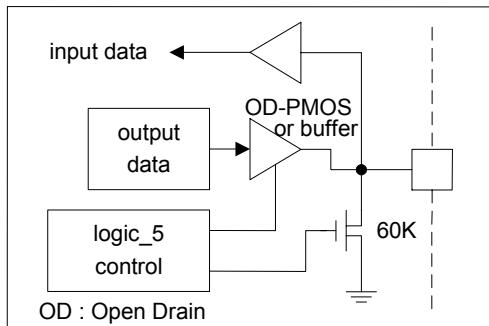 input data
OD-PMOS
or buffer
output
data
60K
logic_5
control
OD : Open Drain